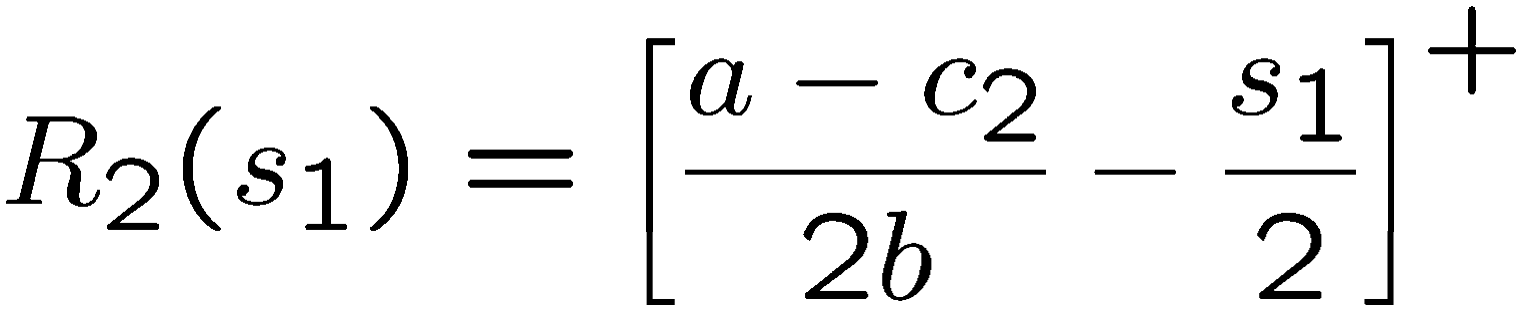 $R_2(s_1) = \left[ \frac{a - c_2}{2b} - \frac{s_1}{2} \right]^+$